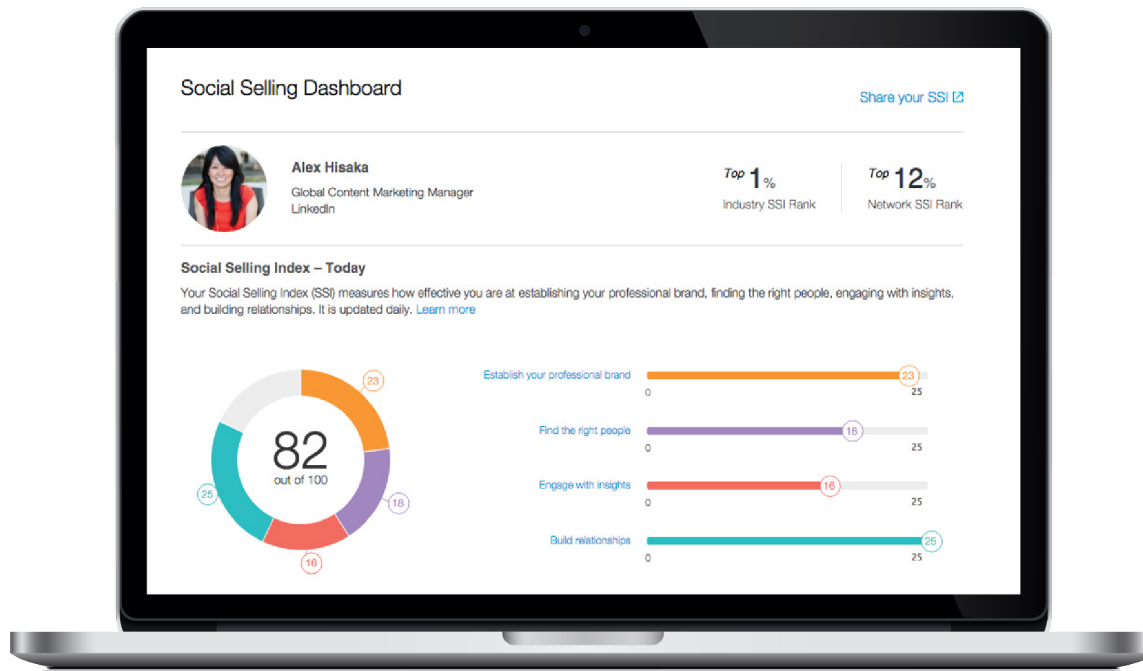 Social Selling Dashboard
Share your SSI
Alex Hisaka
Global Content Marketing Manager
LinkedIn
Top 1%
Industry SSI Rank
Top 12%
Network SSI Rank
Social Selling Index – Today
Your Social Selling Index (SSI) measures how effective you are at establishing your professional brand, finding the right people, engaging with insights,
and building relationships. It is updated daily. Learn more
23
18
16
25
82
out of 100
Establish your professional brand
23
0
25
Find the right people
18
0
25
Engage with insights
16
0
25
Build relationships
25
0
25